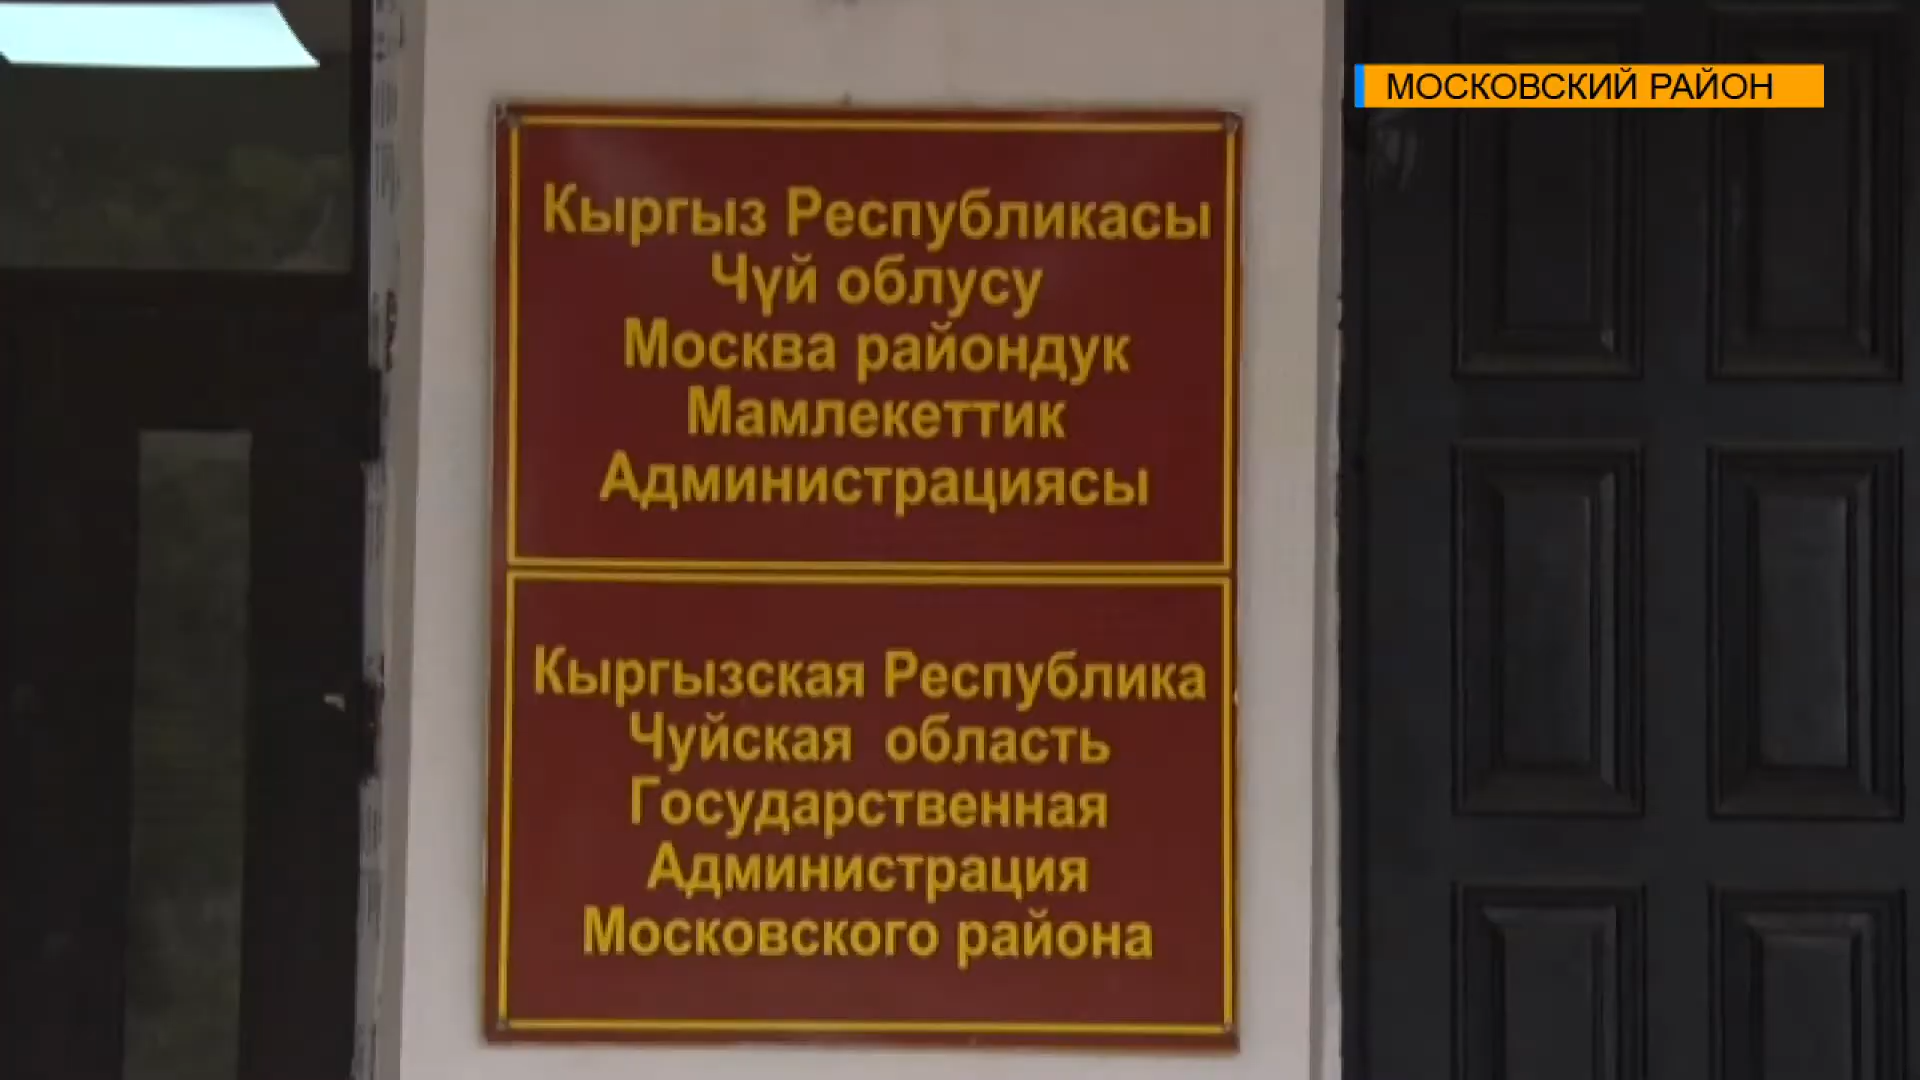 МОСКОВСКИЙ РАЙОН
Кыргыз Республикасы
Чүй облусу
Москва райондук
Мамлекеттик
Администрациясы
Кыргызская Республика
Чуйская область
Государственная
Администрация
Московского района